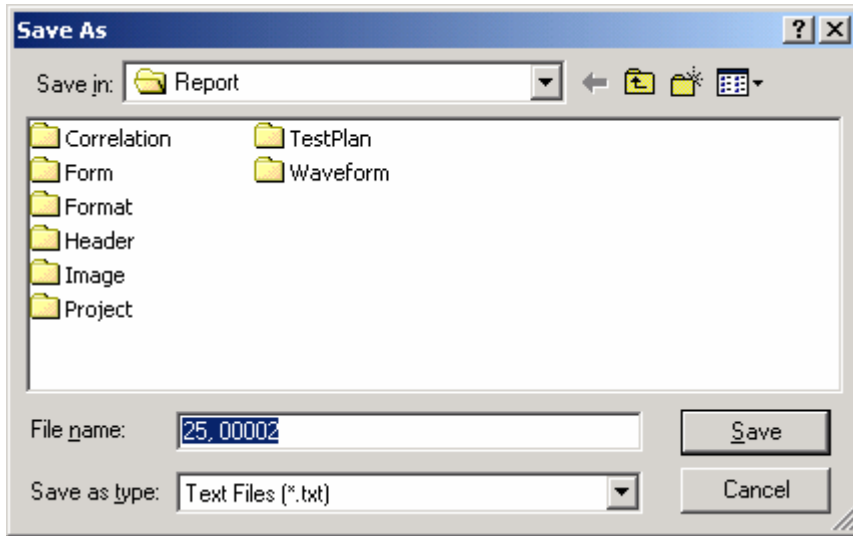 Save As
Save in: Report
Correlation
Form
Format
Header
Image
Project
TestPlan
Waveform
File name: 25, 00002
Save
Save as type: Text Files (*.txt)
Cancel